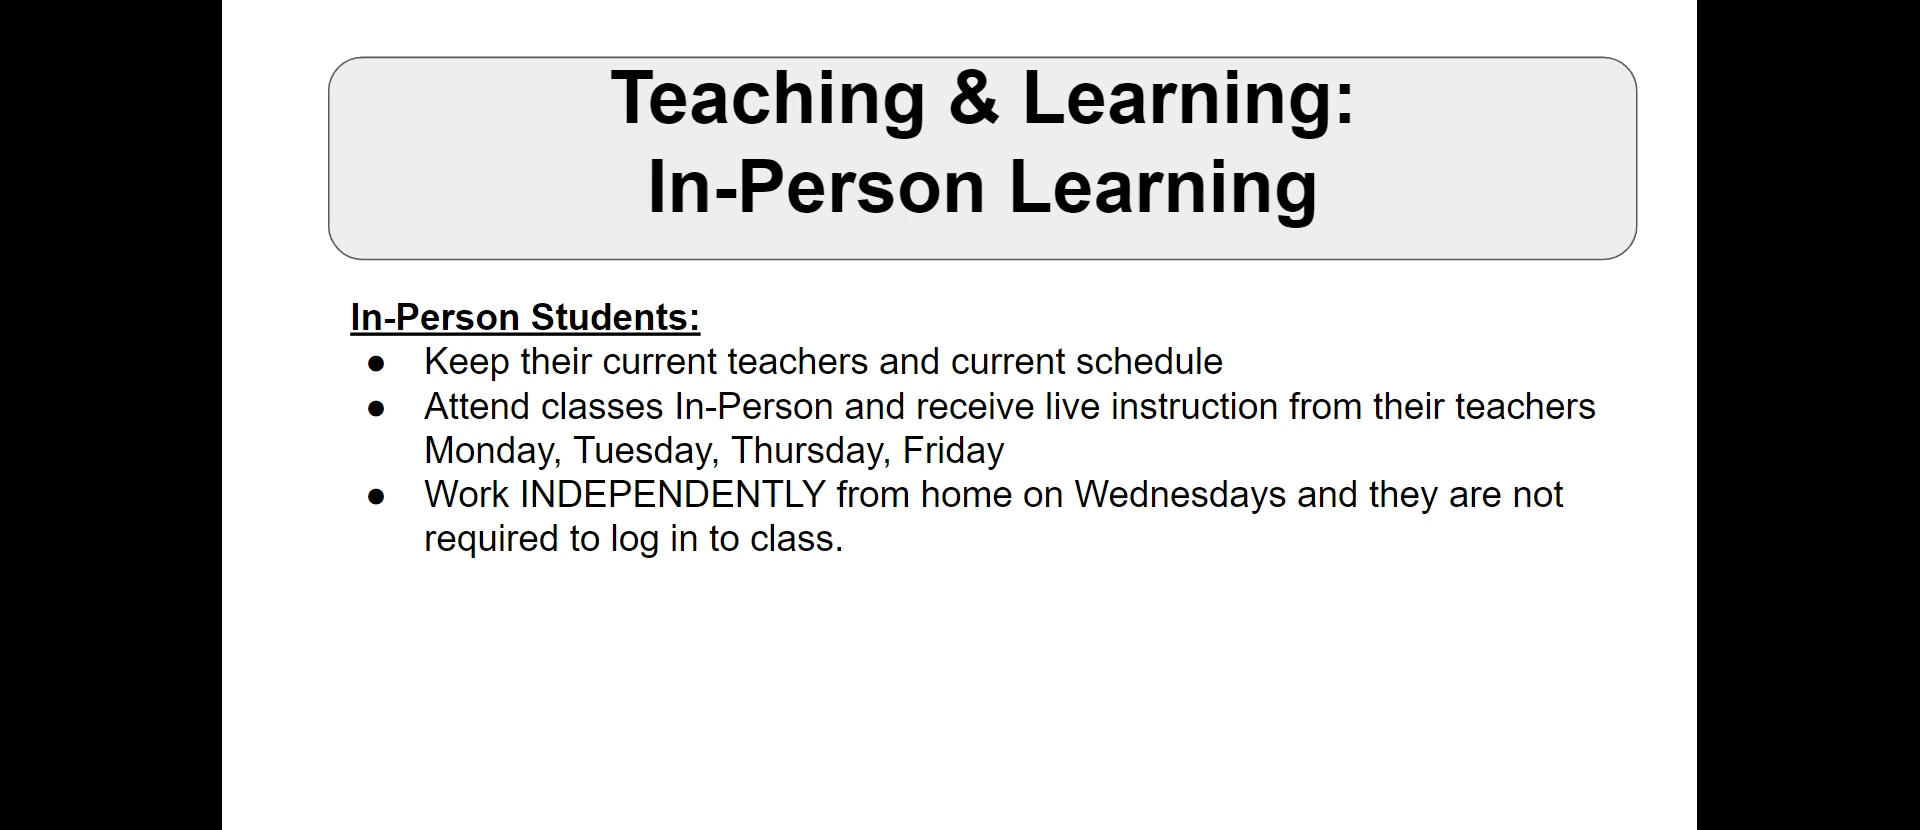 Teaching & Learning:
In-Person Learning
In-Person Students:
● Keep their current teachers and current schedule
● Attend classes In-Person and receive live instruction from their teachers
Monday, Tuesday, Thursday, Friday
● Work INDEPENDENTLY from home on Wednesdays and they are not
required to log in to class.